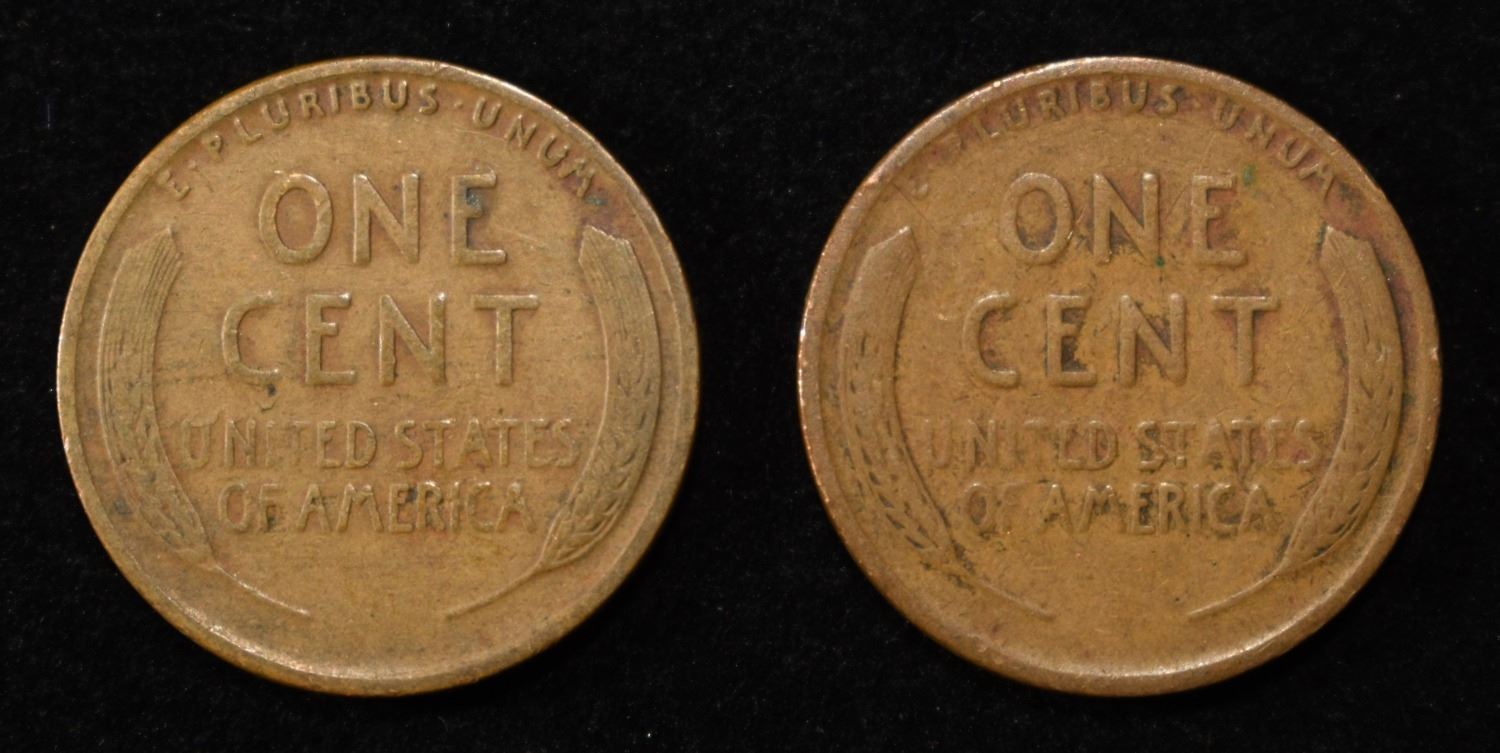 E·PLURIBUS·UNUM
ONE
CENT
UNITED STATES
OF AMERICA
E PLURIBUS·UNUM
ONE
CENT
UNITED STATES
OF AMERICA